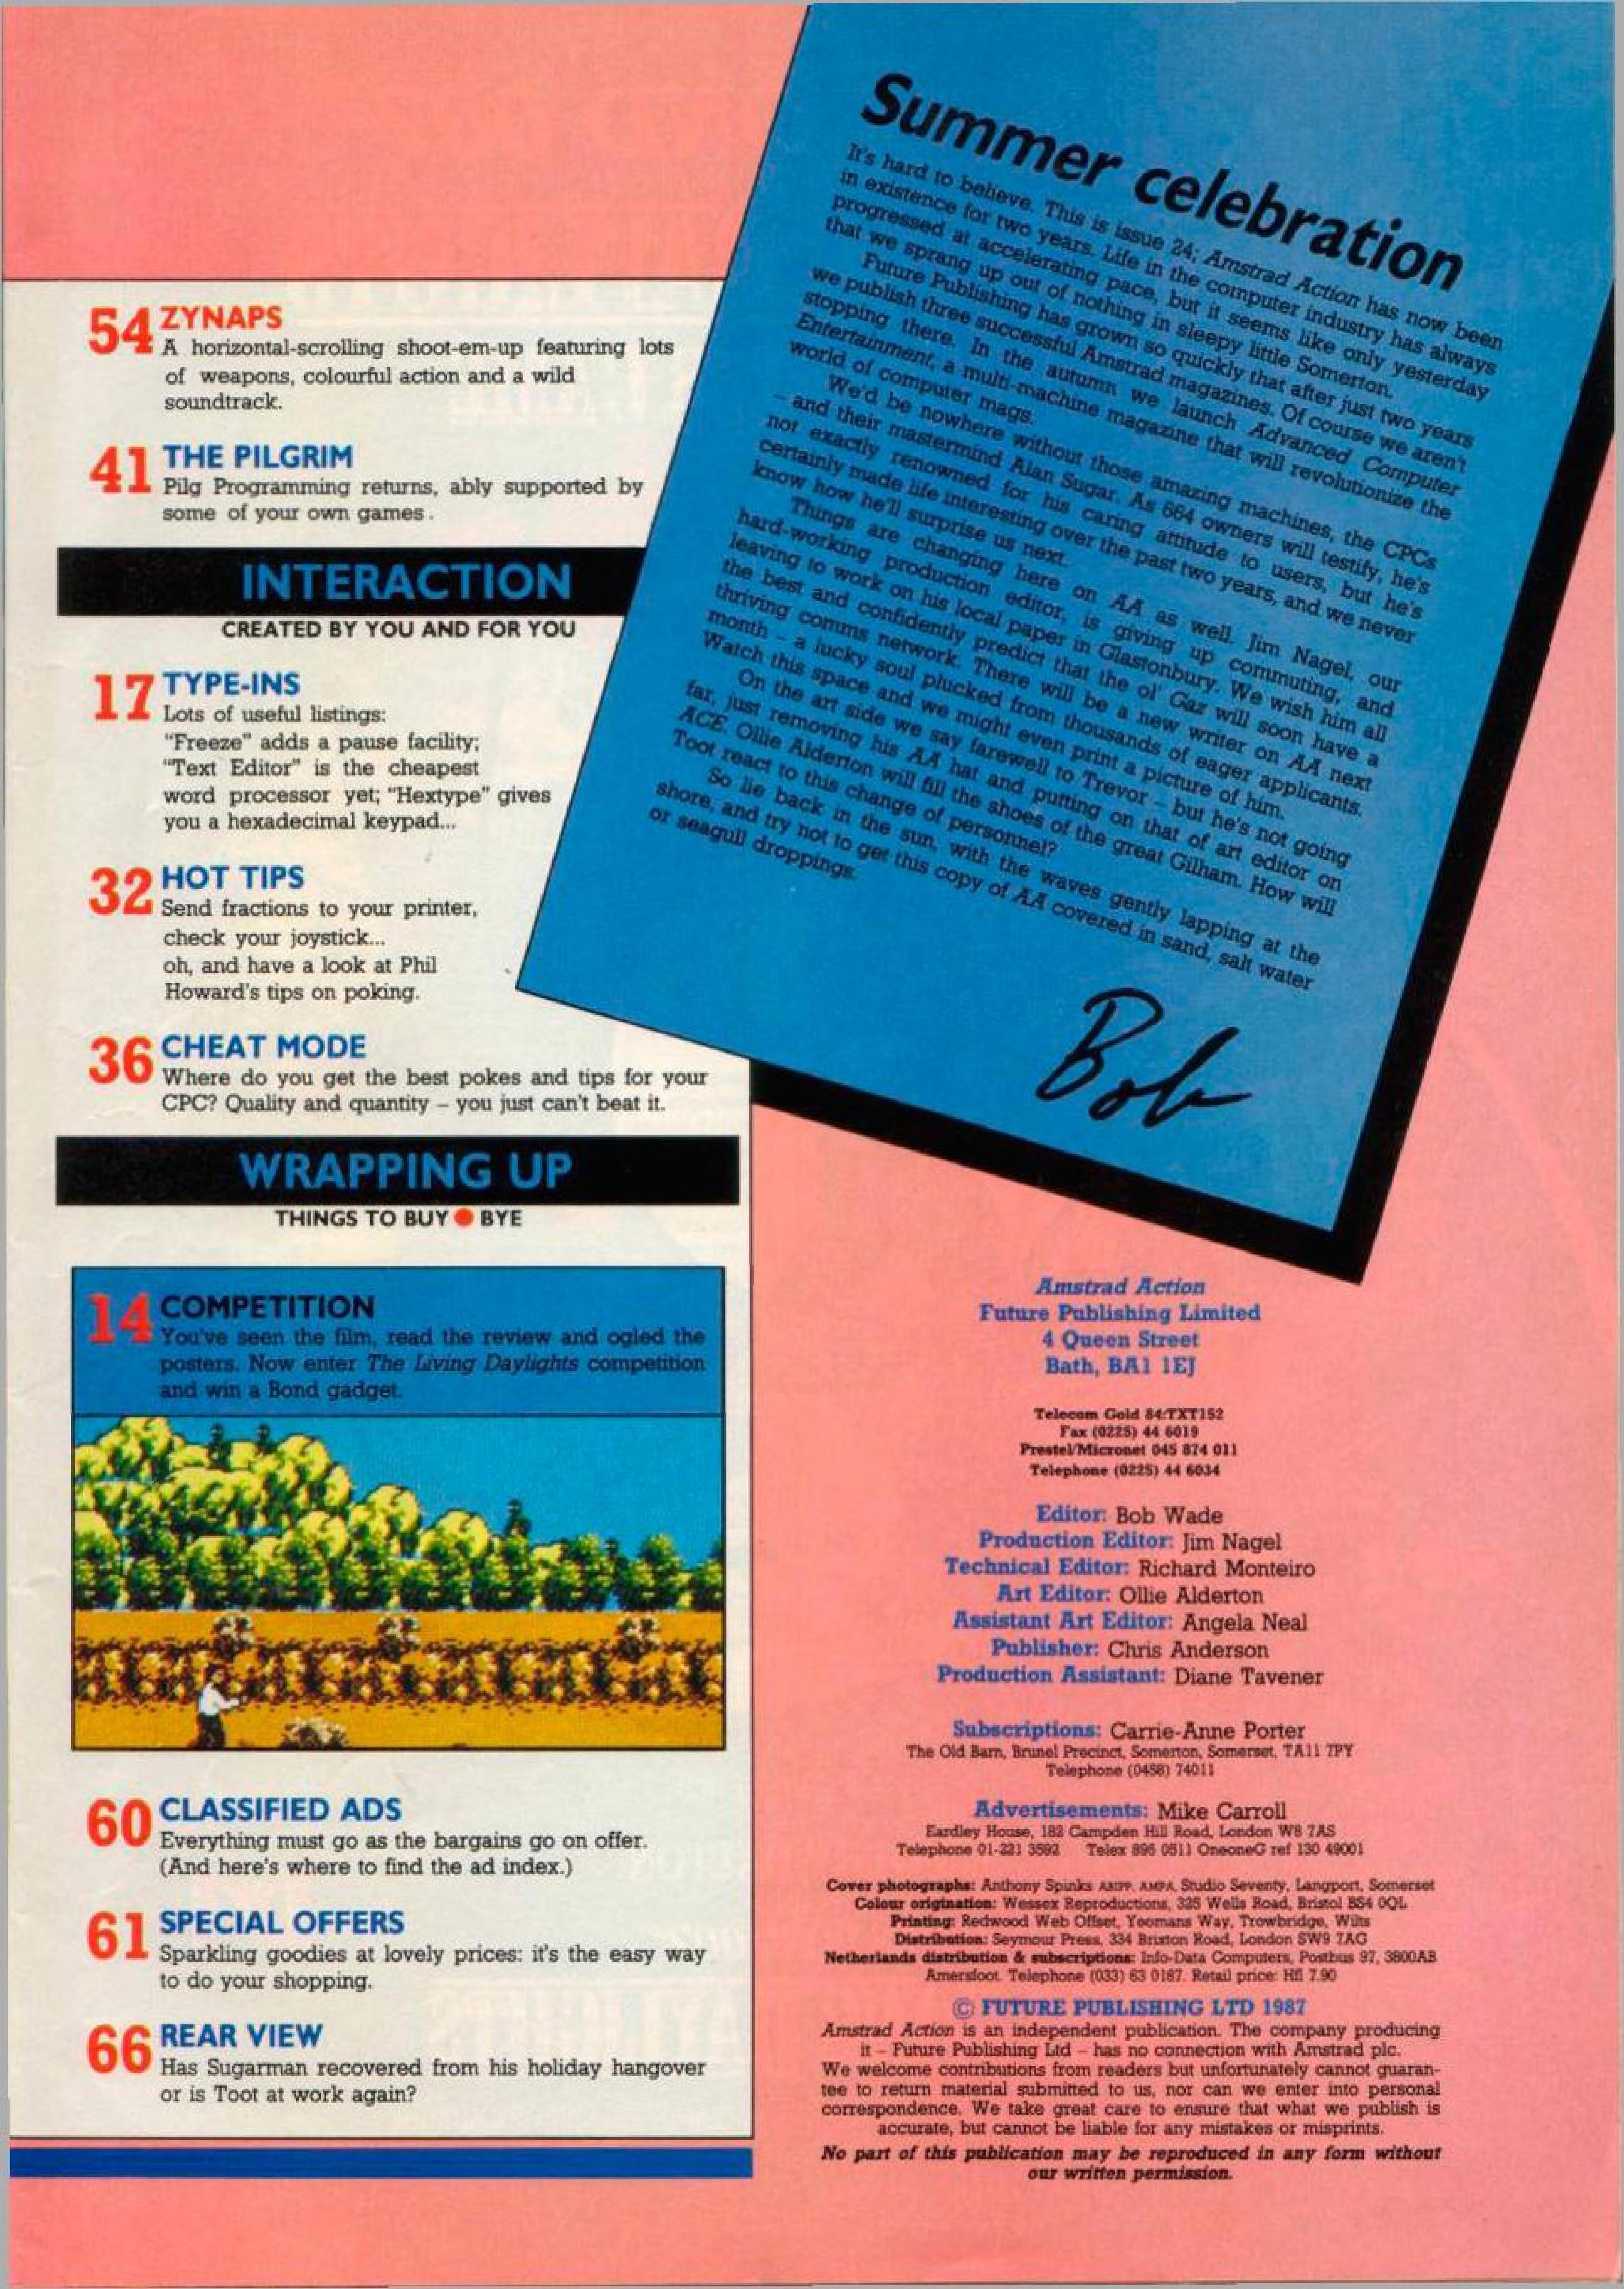 54 ZYNAPS
A horizontal-scrolling shoot-em-up featuring lots
of weapons, colourful action and a wild
soundtrack.
41 THE PILGRIM
Pilg Programming returns, ably supported by
some of your own games.
INTERACTION
CREATED BY YOU AND FOR YOU
17 TYPE-INS
Lots of useful listings:
"Freeze" adds a pause facility;
"Text Editor" is the cheapest
word processor yet; "Hextype" gives
you a hexadecimal keypad...
32 HOT TIPS
Send fractions to your printer,
check your joystick...
oh, and have a look at Phil
Howard's tips on poking.
36 CHEAT MODE
Where do you get the best pokes and tips for your
CPC? Quality and quantity – you just can't beat it.
WRAPPING UP
THINGS TO BUY ● BYE
14 COMPETITION
You've seen the film, read the review and ogled the
posters. Now enter The Living Daylights competition
and win a Bond gadget.
60 CLASSIFIED ADS
Everything must go as the bargains go on offer.
(And here's where to find the ad index.)
61 SPECIAL OFFERS
Sparkling goodies at lovely prices: it's the easy way
to do your shopping.
66 REAR VIEW
Has Sugarman recovered from his holiday hangover
or is Toot at work again?
Summer celebration
It's hard to believe. This is issue 24; Amstrad Action has now been
in existence for two years. Life in the computer industry has always
progressed at accelerating pace, but it seems like only yesterday
that we sprang up out of nothing in sleepy little Somerton.
Future Publishing has grown so quickly that after just two years
we publish three successful Amstrad magazines. Of course we aren't
stopping there. In the autumn we launch Advanced Computer
Entertainment, a multi-machine magazine that will revolutionize the
world of computer mags.
We'd be nowhere without those amazing machines, the CPCs
– and their mastermind Alan Sugar. As 664 owners will testify, he's
not exactly renowned for his caring attitude to users, but he's
certainly made life interesting over the past two years, and we never
know how he'll surprise us next.
Things are changing here on AA as well. Jim Nagel, our
hard-working production editor, is giving up commuting, and
leaving to work on his local paper in Glastonbury. We wish him all
the best and confidently predict that the ol' Gaz will soon have a
thriving comms network. There will be a new writer on AA next
month – a lucky soul plucked from thousands of eager applicants.
Watch this space and we might even print a picture of him.
On the art side we say farewell to Trevor – but he's not going
far, just removing his AA hat and putting on that of art editor on
ACE. Ollie Alderton will fill the shoes of the great Gilham. How will
Toot react to this change of personnel?
So lie back in the sun, with the waves gently lapping at the
shore, and try not to get this copy of AA covered in sand, salt water
or seagull droppings.
Bob
Amstrad Action
Future Publishing Limited
4 Queen Street
Bath, BA1 1EJ
Telecom Gold 84:TXT152
Fax (0225) 44 6019
Prestel/Micronet 045 874 011
Telephone (0225) 44 6034
Editor: Bob Wade
Production Editor: Jim Nagel
Technical Editor: Richard Monteiro
Art Editor: Ollie Alderton
Assistant Art Editor: Angela Neal
Publisher: Chris Anderson
Production Assistant: Diane Tavener
Subscriptions: Carrie-Anne Porter
The Old Barn, Brunel Precinct, Somerton, Somerset, TA11 7PY
Telephone (0458) 74011
Advertisements: Mike Carroll
Eardley House, 182 Campden Hill Road, London W8 7AS
Telephone 01-221 3592 Telex 896 0511 OneoneG ref 130 49001
Cover photographs: Anthony Spinks ABIPP, AMPA, Studio Seventy, Langport, Somerset
Colour origination: Wessex Reproductions, 325 Wells Road, Bristol BS4 0QL
Printing: Redwood Web Offset, Yeomans Way, Trowbridge, Wilts
Distribution: Seymour Press, 334 Brixton Road, London SW9 7AG
Netherlands distribution & subscriptions: Info-Data Computers, Postbus 97, 3800AB
Amersfoot. Telephone (033) 63 0187. Retail price: Hfl 7.90
© FUTURE PUBLISHING LTD 1987
Amstrad Action is an independent publication. The company producing
it – Future Publishing Ltd – has no connection with Amstrad plc.
We welcome contributions from readers but unfortunately cannot guaran-
tee to return material submitted to us, nor can we enter into personal
correspondence. We take great care to ensure that what we publish is
accurate, but cannot be liable for any mistakes or misprints.
No part of this publication may be reproduced in any form without
our written permission.